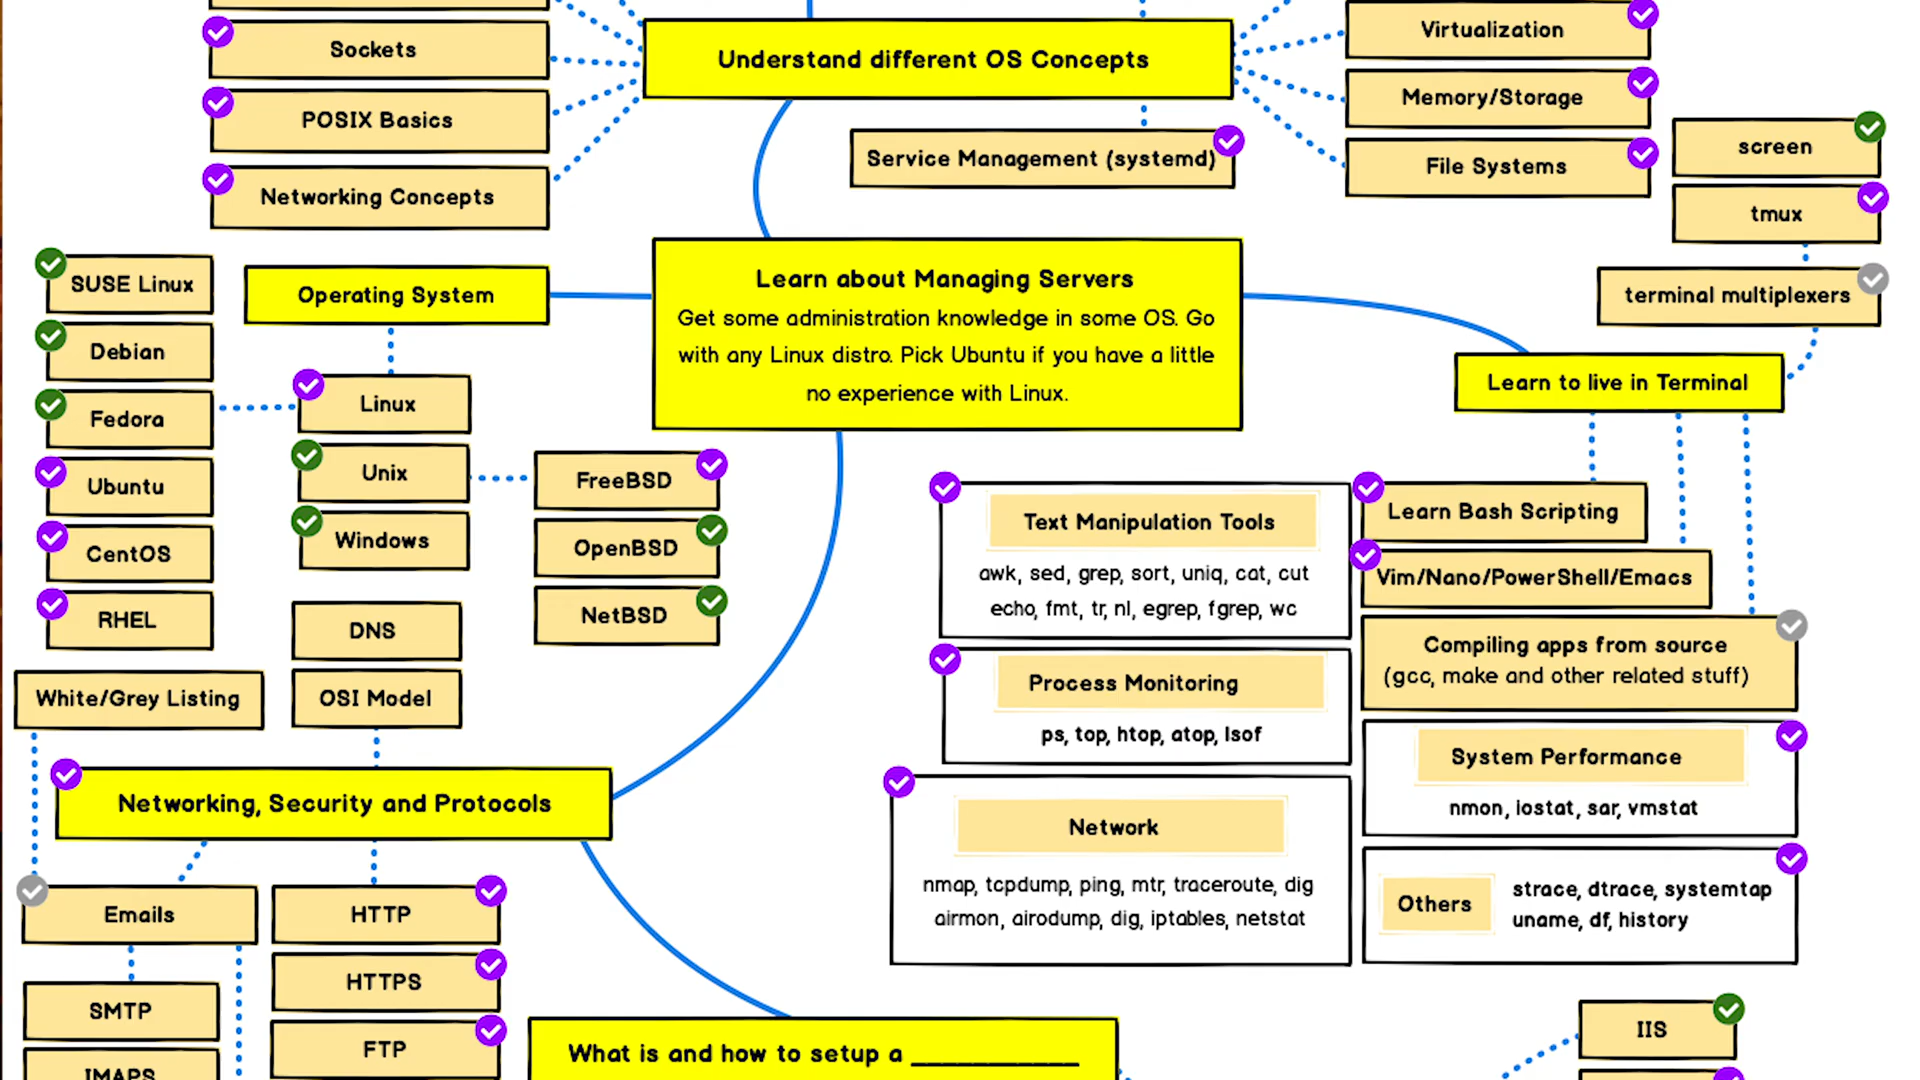 Sockets
Understand different OS Concepts
Virtualization
POSIX Basics
Memory/Storage
Service Management (systemd)
File Systems
screen
Networking Concepts
tmux
SUSE Linux
Operating System
Learn about Managing Servers
Get some administration knowledge in some OS. Go
with any Linux distro. Pick Ubuntu if you have a little
no experience with Linux.
terminal multiplexers
Learn to live in Terminal
Debian
Fedora
Ubuntu
CentOS
RHEL
Linux
Unix
Windows
FreeBSD
OpenBSD
NetBSD
DNS
OSI Model
White/Grey Listing
Text Manipulation Tools
awk, sed, grep, sort, uniq, cat, cut
echo, fmt, tr, nl, egrep, fgrep, wc
Learn Bash Scripting
Vim/Nano/PowerShell/Emacs
Compiling apps from source
(gcc, make and other related stuff)
Process Monitoring
ps, top, htop, atop, lsof
System Performance
nmon, iostat, sar, vmstat
Network
nmap, tcpdump, ping, mtr, traceroute, dig
airmon, airodump, dig, iptables, netstat
Others
strace, dtrace, systemtap
uname, df, history
Networking, Security and Protocols
Emails
HTTP
HTTPS
FTP
SMTP
IMAPS
What is and how to setup a ____________
IIS